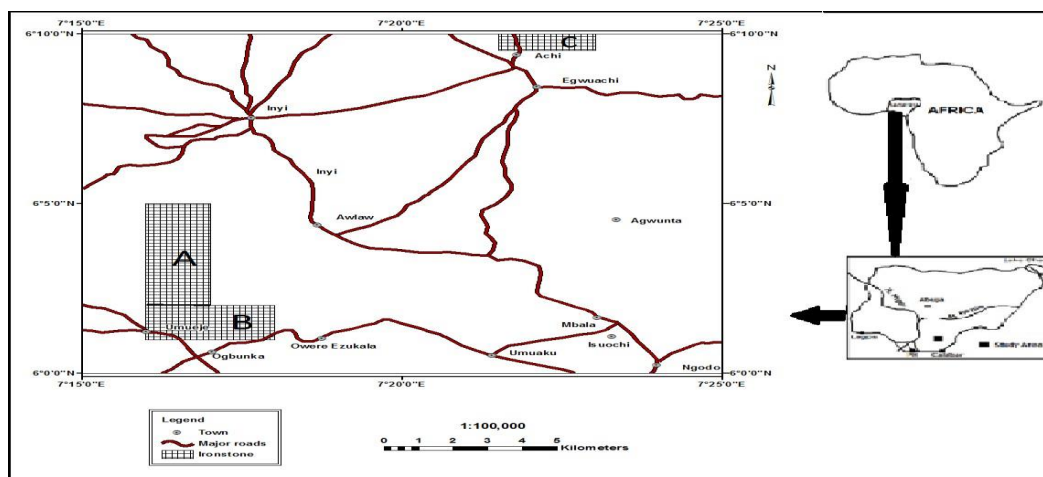 7°15'0"E
7°20'0"E
7°25'0"E
6°10'0"N
6°10'0"N
C
Achi
Egwuachi
N
Inyi
AFRICA
Inyi
6°5'0"N
6°5'0"N
Awlaw
Agwunta
A
B
Umueje
Mbala
Isuochi
Owere Ezukala
Ogbunka
Umuaku
Ngodo
6°0'0"N
6°0'0"N
7°15'0"E
7°20'0"E
7°25'0"E
Abuja
Lagos
Study Area
Calabar
Legend
Town
Major roads
Ironstone
1:100,000
0 1 2 3 4 5
Kilometers